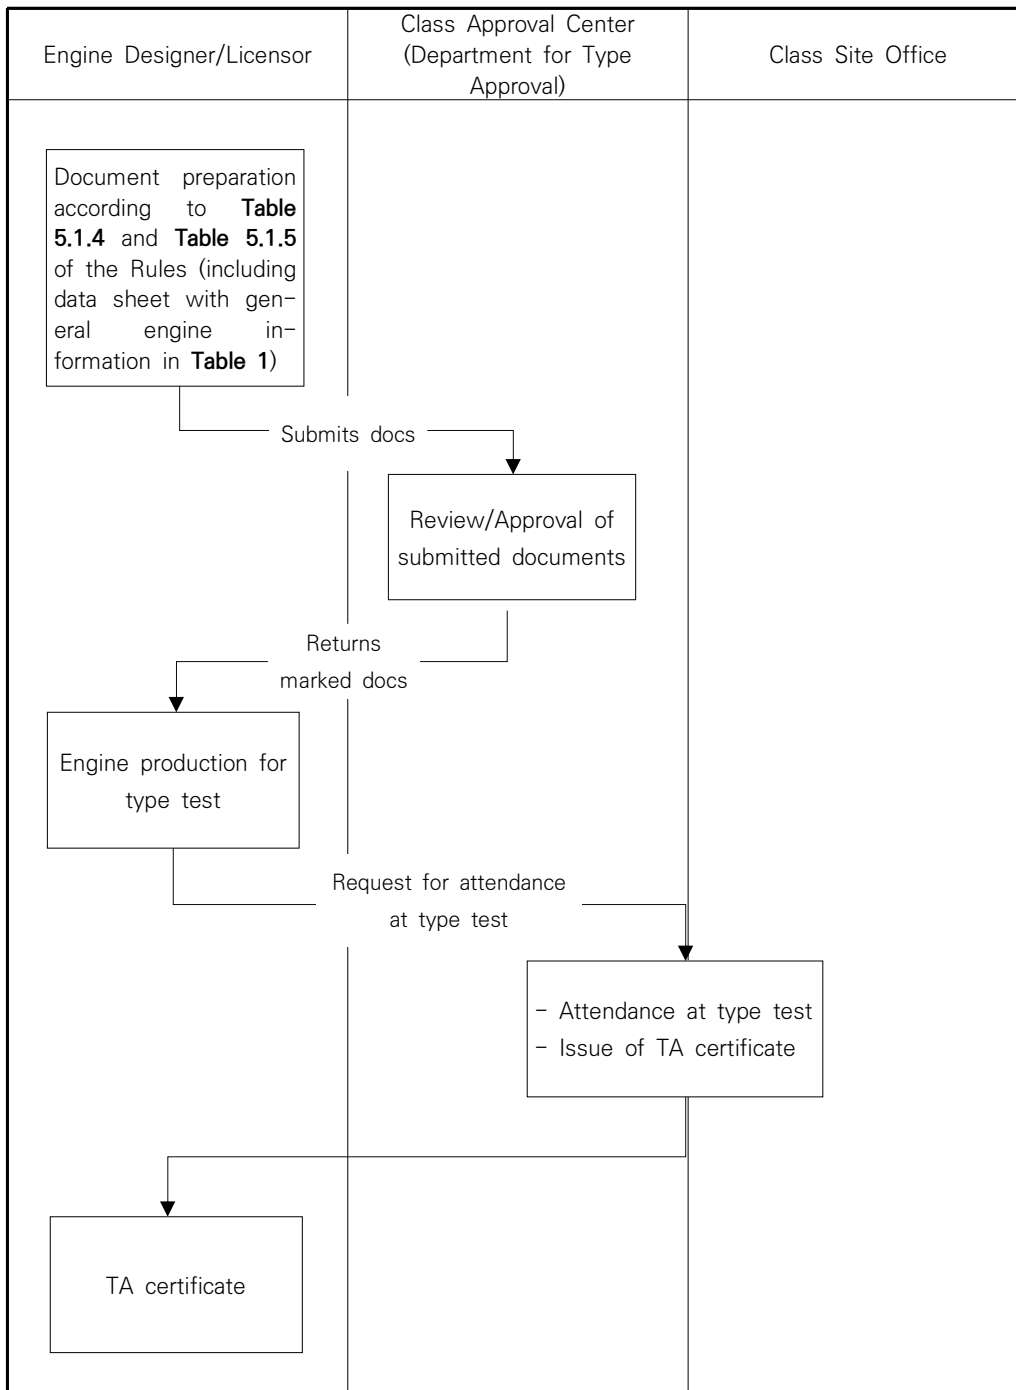 Engine Designer/Licensor
Class Approval Center
(Department for Type
Approval)
Class Site Office
Document preparation
according to Table
5.1.4 and Table 5.1.5
of the Rules (including
data sheet with gen-
eral engine in-
formation in Table 1)
Submits docs
Review/Approval of
submitted documents
Returns
marked docs
Engine production for
type test
Request for attendance
at type test
- Attendance at type test
- Issue of TA certificate
TA certificate